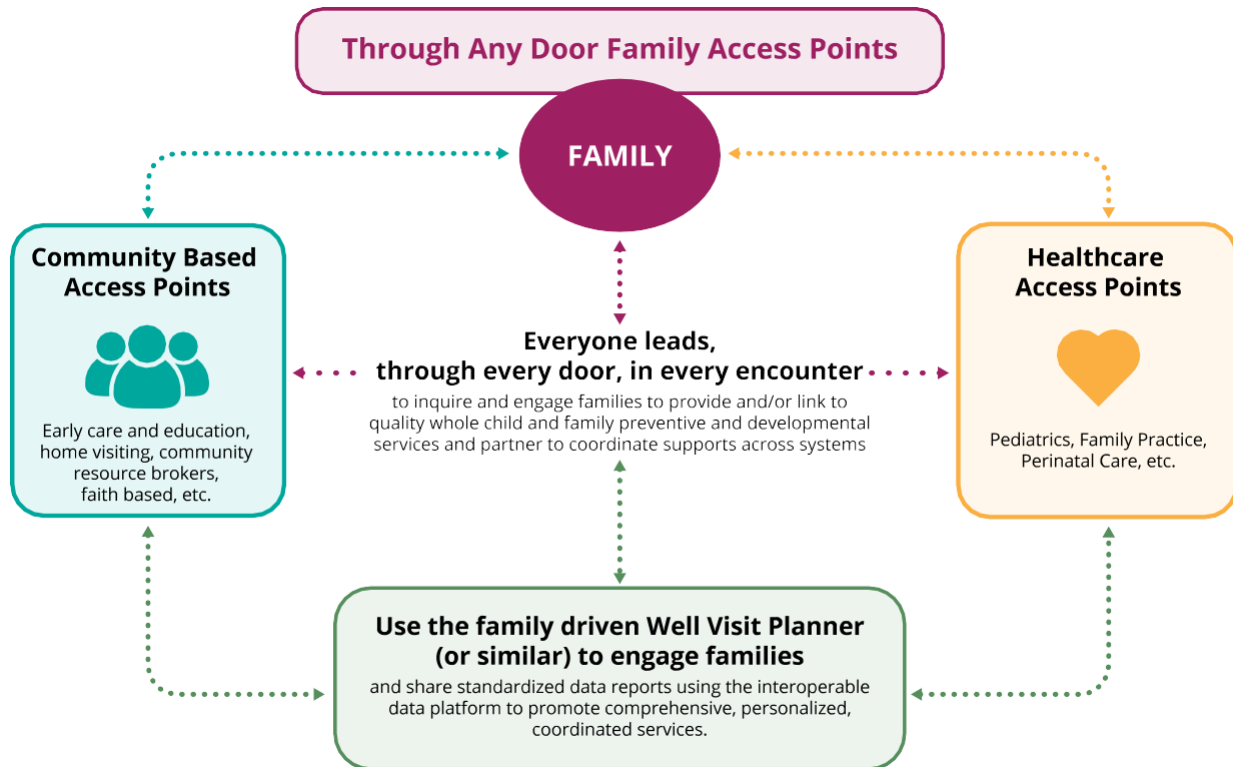 Through Any Door Family Access Points
FAMILY
Community Based
Access Points
Early care and education,
home visiting, community
resource brokers,
faith based, etc.
Everyone leads,
through every door, in every encounter
to inquire and engage families to provide and/or link to
quality whole child and family preventive and developmental
services and partner to coordinate supports across systems
Healthcare
Access Points
Pediatrics, Family Practice,
Perinatal Care, etc.
Use the family driven Well Visit Planner
(or similar) to engage families
and share standardized data reports using the interoperable
data platform to promote comprehensive, personalized,
coordinated services.